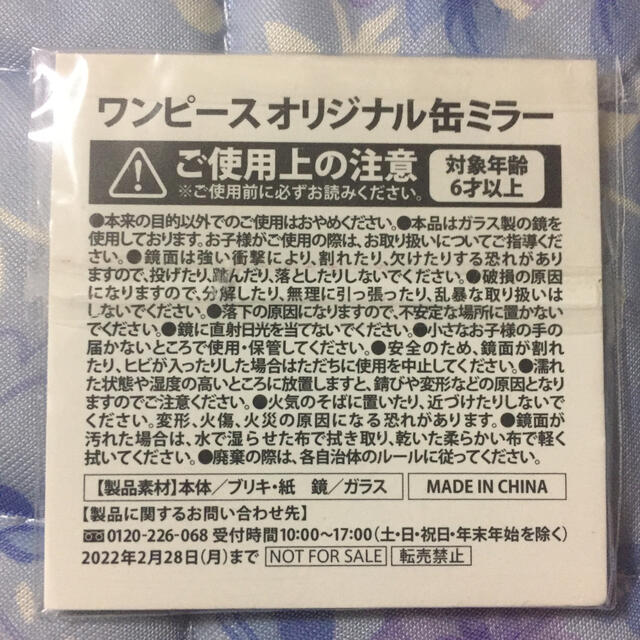 ワンピース オリジナル缶ミラー
ご使用上の注意
※ご使用前に必ずお読みください。
対象年齢
6才以上
●本来の目的以外でのご使用はおやめください。●本品はガラス製の鏡を
使用しております。お子様がご使用の際は、お取り扱いについてご指導くだ
さい。●鏡面は強い衝撃により、割れたり、欠けたりする恐れがあり
ますので、投げたり、踏んだり、落としたりしないでください。●破損の原因
になりますので、分解したり、無理に引っ張ったり、乱暴な取り扱いは
しないでください。●落下の原因になりますので、不安定な場所に置かない
でください。●鏡に直射日光を当てないでください。●小さなお子様の手の
届かないところで使用・保管してください。●安全のため、鏡面が割れ
たり、ヒビが入ったりした場合はただちに使用を中止してください。●濡れ
た状態や湿度の高いところに放置しますと、錆びや変形などの原因となり
ますのでご注意ください。●火気のそばに置いたり、近づけたりしないで
ください。変形、火傷、火災の原因になる恐れがあります。●鏡面が
汚れた場合は、水で湿らせた布で拭き取り、乾いた柔らかい布で軽く
拭いてください。●廃棄の際は、各自治体のルールに従ってください。
【製品素材】本体／ブリキ・紙 鏡／ガラス MADE IN CHINA
【製品に関するお問い合わせ先】
0120-226-068 受付時間10:00〜17:00(土・日・祝日・年末年始を除く)
2022年2月28日(月)まで NOT FOR SALE 転売禁止